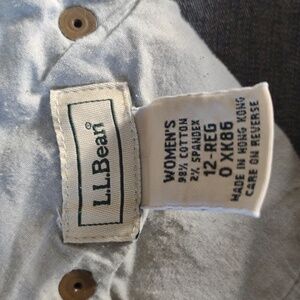 L.L.Bean
WOMEN'S
98% COTTON
2% SPANDEX
12-REG
0 XK86
MADE IN HONG KONG
CARE ON REVERSE